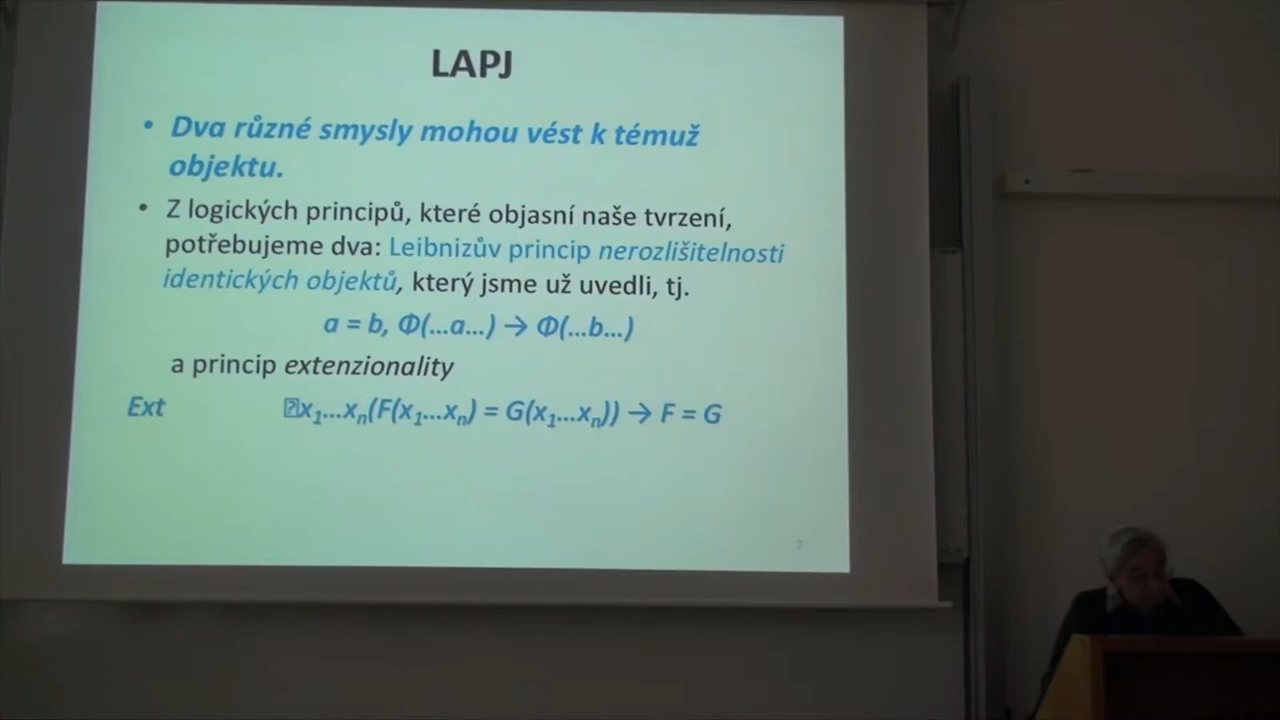 LAPJ
• Dva různé smysly mohou vést k témuž
objektu.
• Z logických principů, které objasní naše tvrzení,
potřebujeme dva: Leibnizův princip nerozlišitelnosti
identických objektů, který jsme už uvedli, tj.
a = b, Φ(...a...) → Φ(...b...)
a princip extenzionality
Ext ⍰x₁...xₙ(F(x₁...xₙ) = G(x₁...xₙ)) → F = G
7